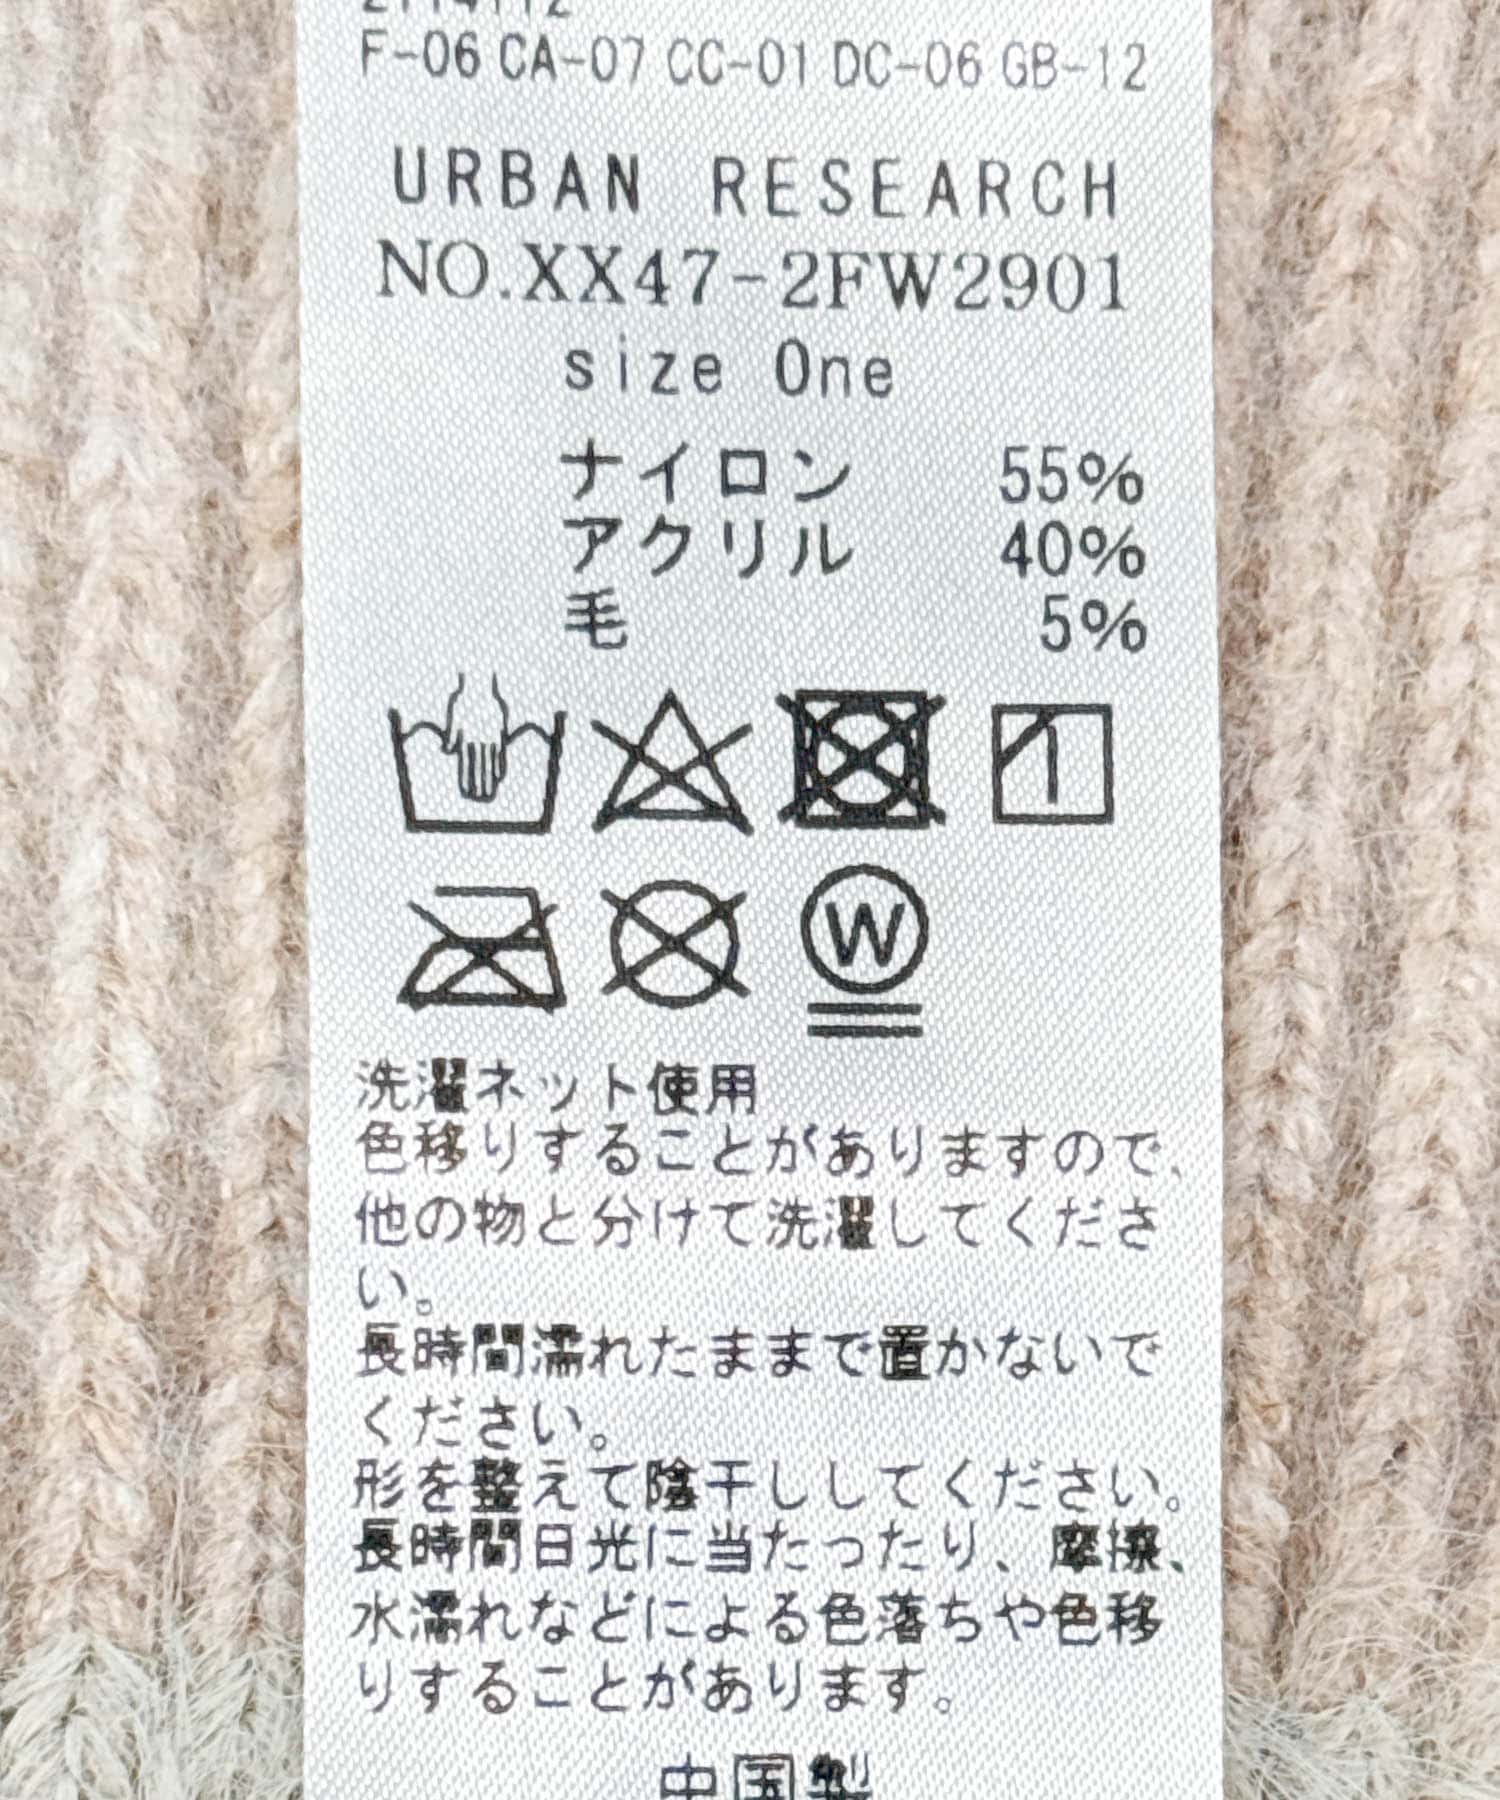 F-06 CA-07 CC-01 DC-06 GB-12
URBAN RESEARCH
NO.XX47-2FW2901
size One
ナイロン 55%
アクリル 40%
毛 5%
W
洗濯ネット使用
色移りすることがありますので、
他の物と分けて洗濯してくださ
い。
長時間濡れたままで置かないで
ください。
形を整えて陰干ししてください。
長時間日光に当たったり、摩擦、
水濡れなどによる色落ちや色移
りすることがあります。
中国製